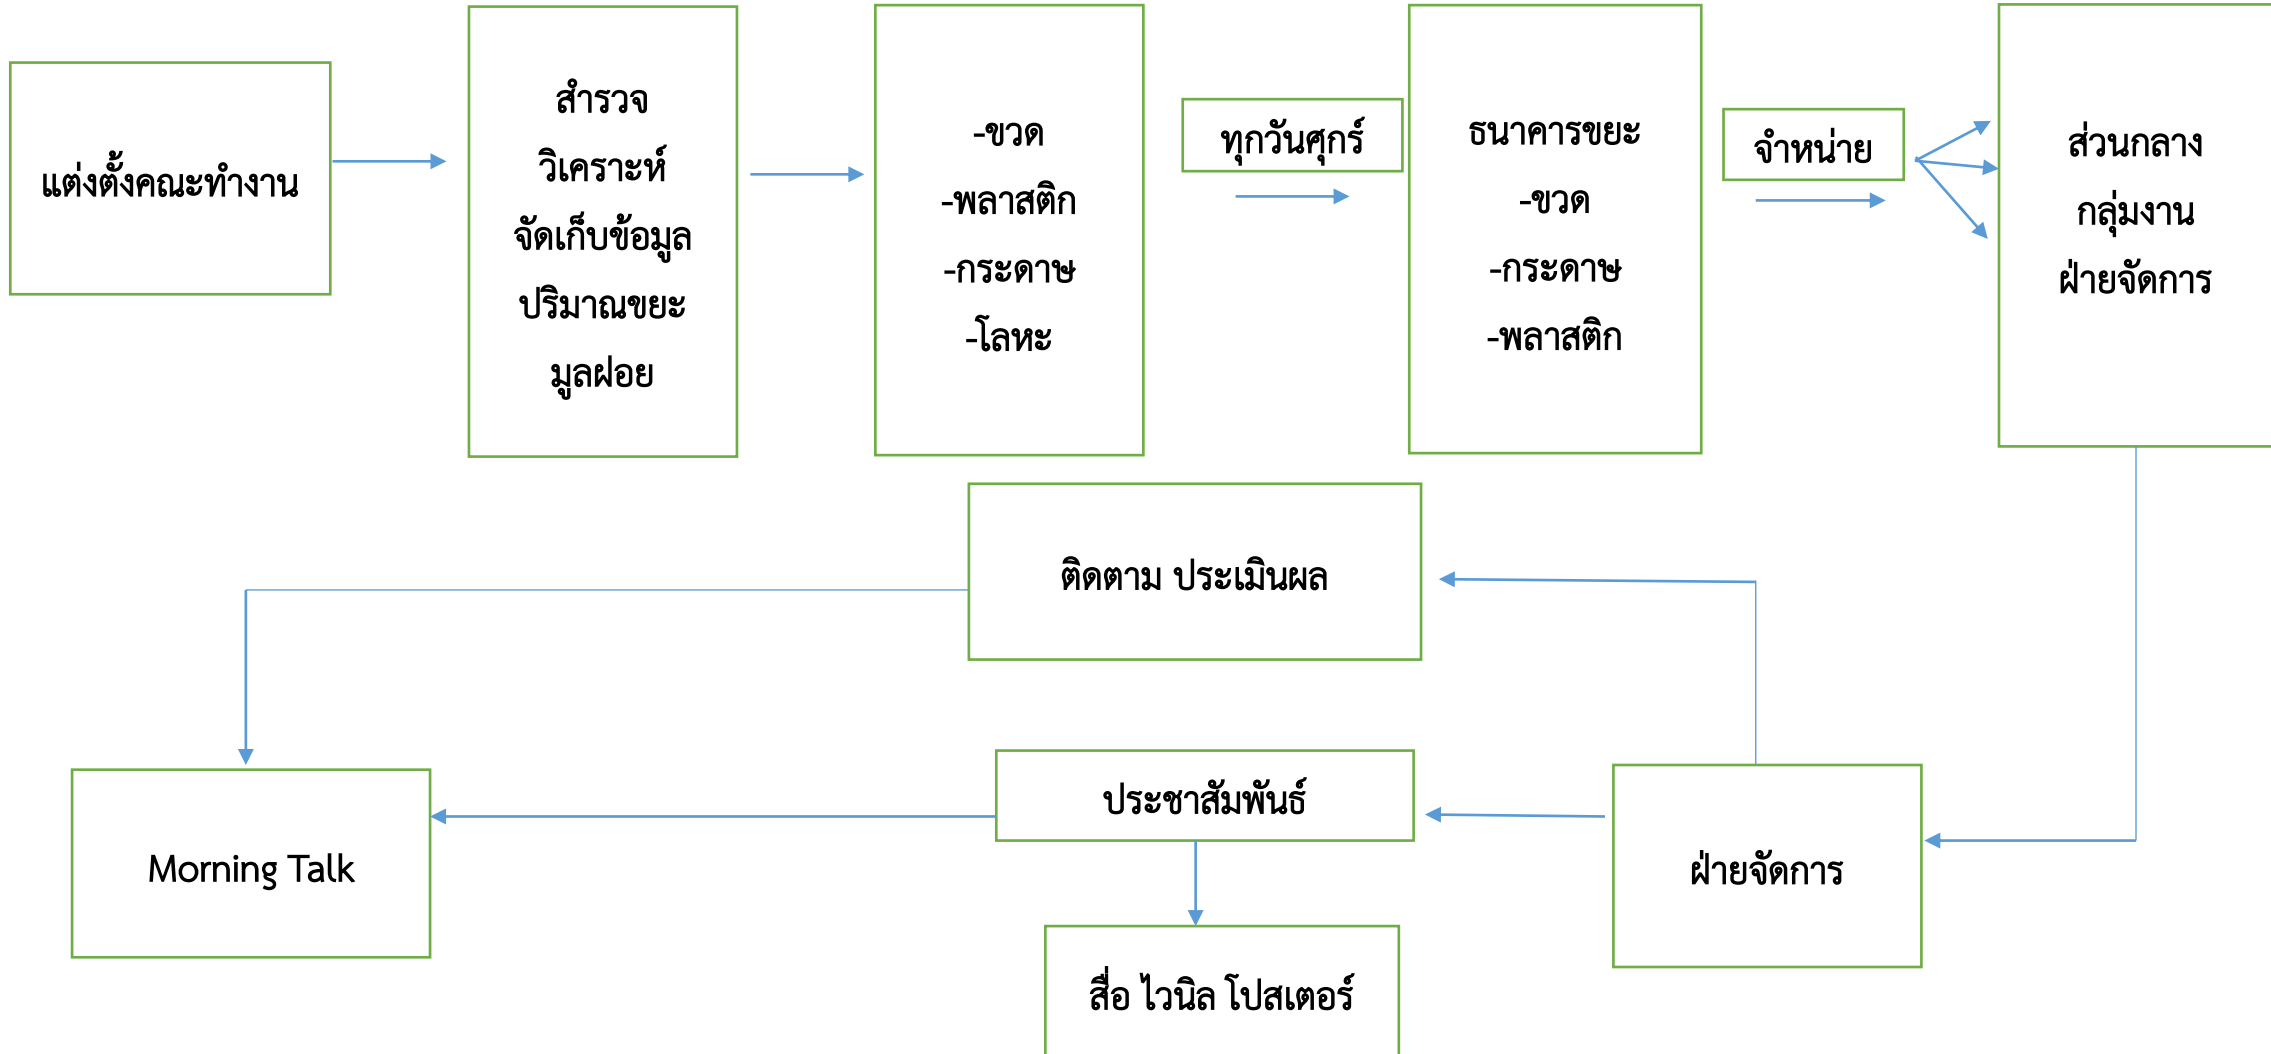 แต่งตั้งคณะทำงาน
สำรวจ
วิเคราะห์
จัดเก็บข้อมูล
ปริมาณขยะ
มูลฝอย
-ขวด
-พลาสติก
-กระดาษ
-โลหะ
ทุกวันศุกร์
ธนาคารขยะ
-ขวด
-กระดาษ
-พลาสติก
จำหน่าย
ส่วนกลาง
กลุ่มงาน
ฝ่ายจัดการ
ติดตาม ประเมินผล
ประชาสัมพันธ์
Morning Talk
ฝ่ายจัดการ
สื่อ ไวนิล โปสเตอร์